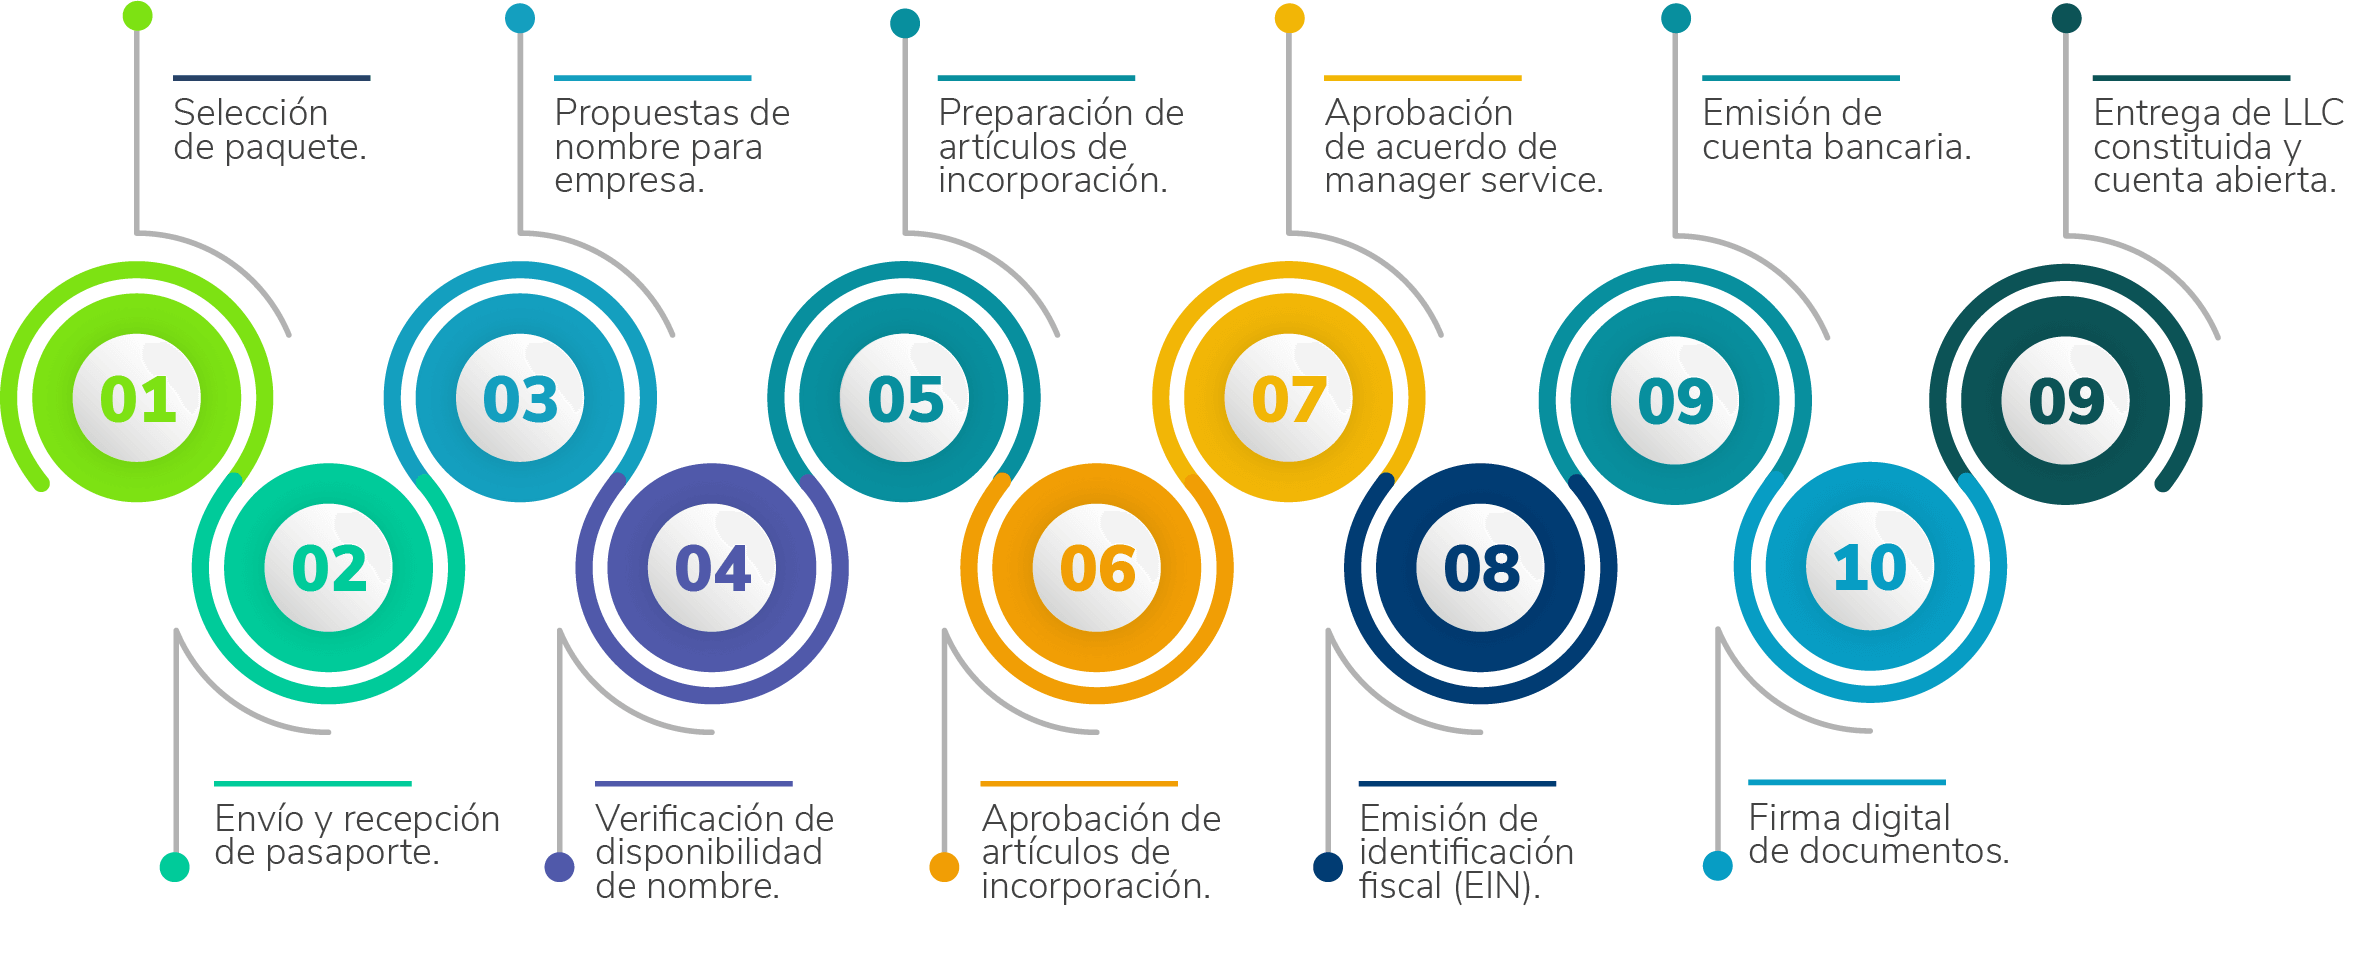 01
Selección
de paquete.
02
Envío y recepción
de pasaporte.
03
Propuestas de
nombre para
empresa.
04
Verificación de
disponibilidad
de nombre.
05
Preparación de
artículos de
incorporación.
06
Aprobación de
artículos de
incorporación.
07
Aprobación
de acuerdo de
manager service.
08
Emisión de
identificación
fiscal (EIN).
09
Emisión de
cuenta bancaria.
10
Firma digital
de documentos.
09
Entrega de LLC
constituida y
cuenta abierta.